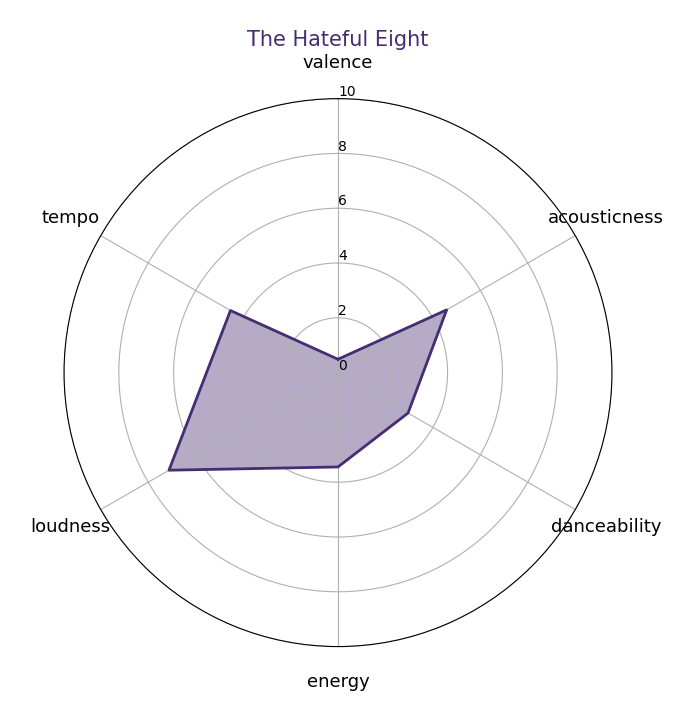 The Hateful Eight
valence
10
8
6
4
2
0
tempo
acousticness
loudness
danceability
energy